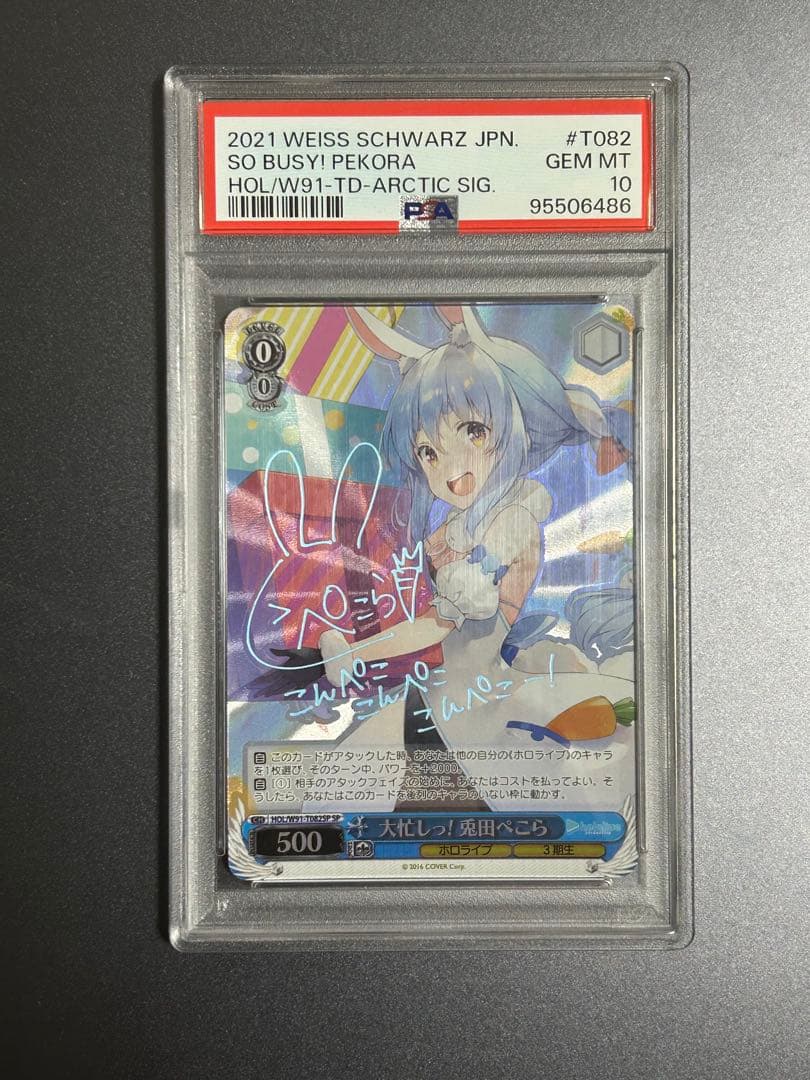 2021 WEISS SCHWARZ JPN. #T082
SO BUSY! PEKORA GEM MT
HOL/W91-TD-ARCTIC SIG. 10
PSA 95506486
0
0
COST
ぺこら
こんぺこ
こんぺこ
こんぺこー!
自 このカードがアタックした時、あなたは他の自分の《ホロライブ》のキャラ
を1枚選び、そのターン中、パワーを+2000。
自 [①] 相手のアタックフェイズの始めに、あなたはコストを払ってよい。そ
うしたら、あなたはこのカードを後列のキャラのいない枠に動かす。
CH HOL/W91-T082SP SP
500
大忙しっ! 兎田ぺこら
hololive
ホロライブ
3期生
© 2016 COVER Corp.